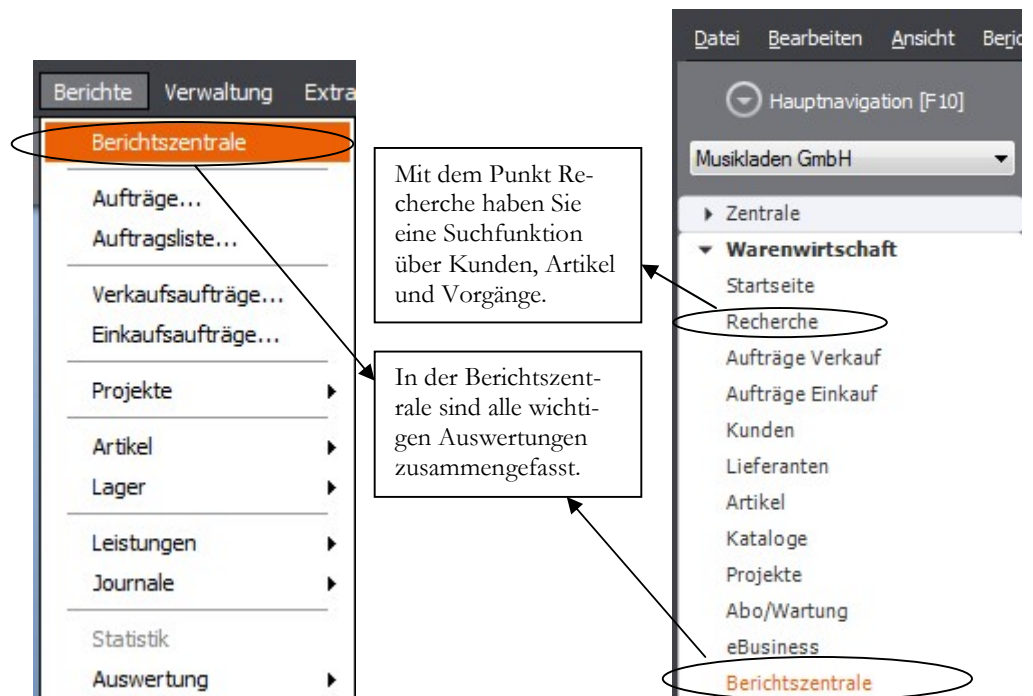 Berichte Verwaltung Extra
Berichtszentrale
Aufträge...
Auftragsliste...
Verkaufsaufträge...
Einkaufsaufträge...
Projekte
Artikel
Lager
Leistungen
Journale
Statistik
Auswertung
Mit dem Punkt Re-
cherche haben Sie
eine Suchfunktion
über Kunden, Artikel
und Vorgänge.
In der Berichtszent-
rale sind alle wichti-
gen Auswertungen
zusammengefasst.
Datei Bearbeiten Ansicht Beric
Hauptnavigation [F10]
Musikladen GmbH
Zentrale
Warenwirtschaft
Startseite
Recherche
Aufträge Verkauf
Aufträge Einkauf
Kunden
Lieferanten
Artikel
Kataloge
Projekte
Abo/Wartung
eBusiness
Berichtszentrale